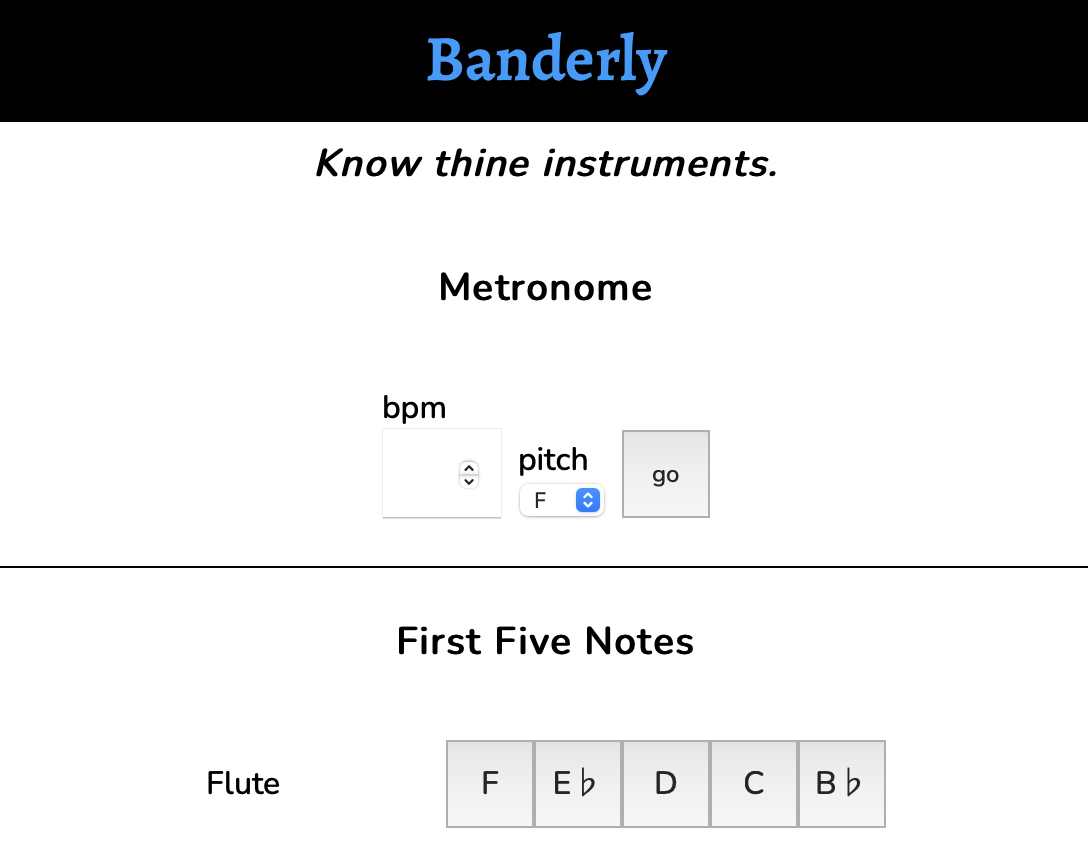 Banderly
Know thine instruments.
Metronome
bpm
pitch
F
go
First Five Notes
Flute F E♭ D C B♭